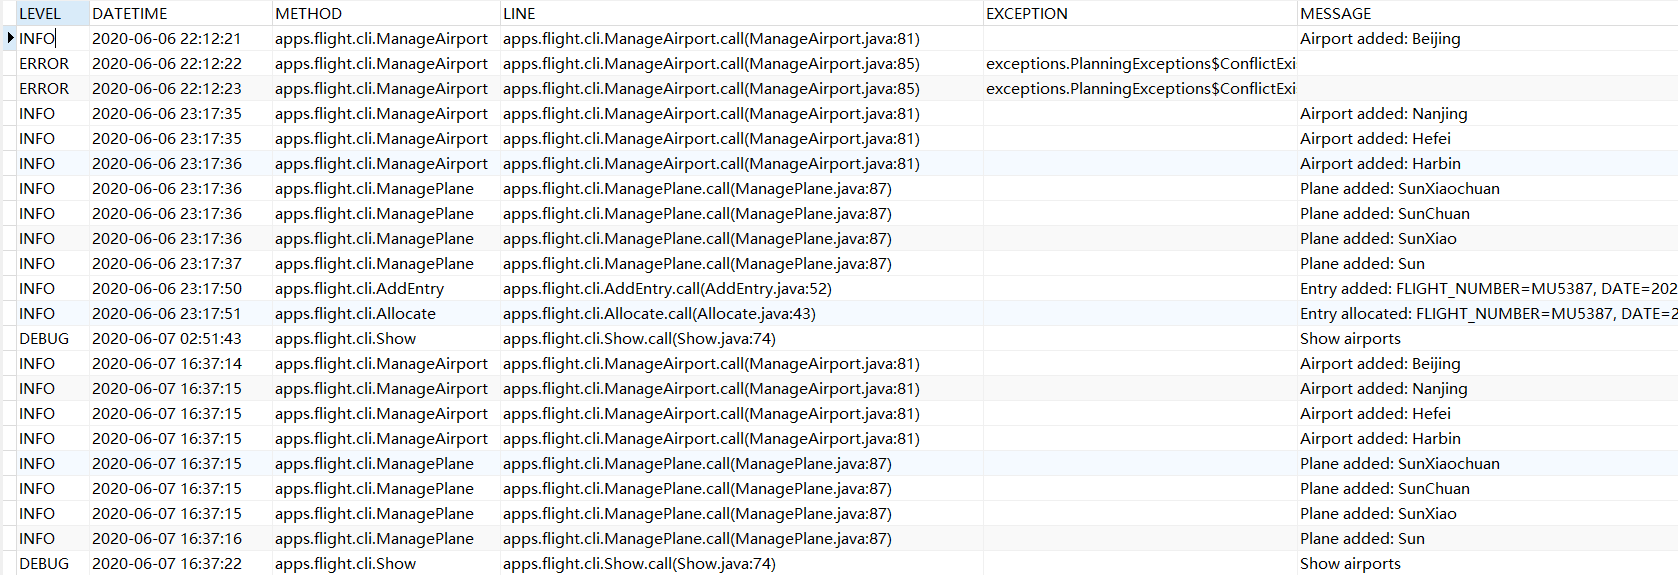 LEVEL DATETIME METHOD LINE EXCEPTION MESSAGE
INFO 2020-06-06 22:12:21 apps.flight.cli.ManageAirport apps.flight.cli.ManageAirport.call(ManageAirport.java:81) Airport added: Beijing
ERROR 2020-06-06 22:12:22 apps.flight.cli.ManageAirport apps.flight.cli.ManageAirport.call(ManageAirport.java:85) exceptions.PlanningExceptions$ConflictExi
ERROR 2020-06-06 22:12:23 apps.flight.cli.ManageAirport apps.flight.cli.ManageAirport.call(ManageAirport.java:85) exceptions.PlanningExceptions$ConflictExi
INFO 2020-06-06 23:17:35 apps.flight.cli.ManageAirport apps.flight.cli.ManageAirport.call(ManageAirport.java:81) Airport added: Nanjing
INFO 2020-06-06 23:17:35 apps.flight.cli.ManageAirport apps.flight.cli.ManageAirport.call(ManageAirport.java:81) Airport added: Hefei
INFO 2020-06-06 23:17:36 apps.flight.cli.ManageAirport apps.flight.cli.ManageAirport.call(ManageAirport.java:81) Airport added: Harbin
INFO 2020-06-06 23:17:36 apps.flight.cli.ManagePlane apps.flight.cli.ManagePlane.call(ManagePlane.java:87) Plane added: SunXiaochuan
INFO 2020-06-06 23:17:36 apps.flight.cli.ManagePlane apps.flight.cli.ManagePlane.call(ManagePlane.java:87) Plane added: SunChuan
INFO 2020-06-06 23:17:36 apps.flight.cli.ManagePlane apps.flight.cli.ManagePlane.call(ManagePlane.java:87) Plane added: SunXiao
INFO 2020-06-06 23:17:37 apps.flight.cli.ManagePlane apps.flight.cli.ManagePlane.call(ManagePlane.java:87) Plane added: Sun
INFO 2020-06-06 23:17:50 apps.flight.cli.AddEntry apps.flight.cli.AddEntry.call(AddEntry.java:52) Entry added: FLIGHT_NUMBER=MU5387, DATE=202
INFO 2020-06-06 23:17:51 apps.flight.cli.Allocate apps.flight.cli.Allocate.call(Allocate.java:43) Entry allocated: FLIGHT_NUMBER=MU5387, DATE=2
DEBUG 2020-06-07 02:51:43 apps.flight.cli.Show apps.flight.cli.Show.call(Show.java:74) Show airports
INFO 2020-06-07 16:37:14 apps.flight.cli.ManageAirport apps.flight.cli.ManageAirport.call(ManageAirport.java:81) Airport added: Beijing
INFO 2020-06-07 16:37:15 apps.flight.cli.ManageAirport apps.flight.cli.ManageAirport.call(ManageAirport.java:81) Airport added: Nanjing
INFO 2020-06-07 16:37:15 apps.flight.cli.ManageAirport apps.flight.cli.ManageAirport.call(ManageAirport.java:81) Airport added: Hefei
INFO 2020-06-07 16:37:15 apps.flight.cli.ManageAirport apps.flight.cli.ManageAirport.call(ManageAirport.java:81) Airport added: Harbin
INFO 2020-06-07 16:37:15 apps.flight.cli.ManagePlane apps.flight.cli.ManagePlane.call(ManagePlane.java:87) Plane added: SunXiaochuan
INFO 2020-06-07 16:37:15 apps.flight.cli.ManagePlane apps.flight.cli.ManagePlane.call(ManagePlane.java:87) Plane added: SunChuan
INFO 2020-06-07 16:37:15 apps.flight.cli.ManagePlane apps.flight.cli.ManagePlane.call(ManagePlane.java:87) Plane added: SunXiao
INFO 2020-06-07 16:37:16 apps.flight.cli.ManagePlane apps.flight.cli.ManagePlane.call(ManagePlane.java:87) Plane added: Sun
DEBUG 2020-06-07 16:37:22 apps.flight.cli.Show apps.flight.cli.Show.call(Show.java:74) Show airports